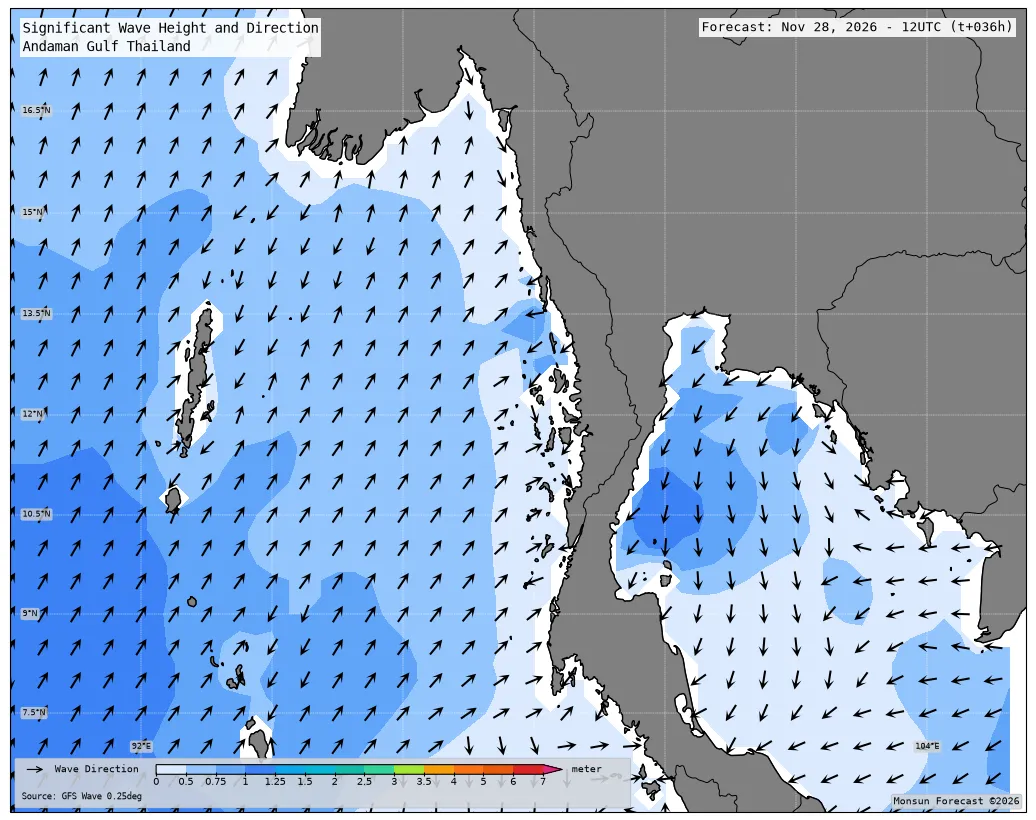 Significant Wave Height and Direction
Andaman Gulf Thailand
Forecast: Nov 28, 2026 - 12UTC (t+036h)
16.5°N
15°N
13.5°N
12°N
10.5°N
9°N
7.5°N
92°E
104°E
Wave Direction
meter
0 0.5 0.75 1 1.25 1.5 2 2.5 3 3.5 4 5 6 7
Source: GFS Wave 0.25deg
Monsun Forecast ©2026